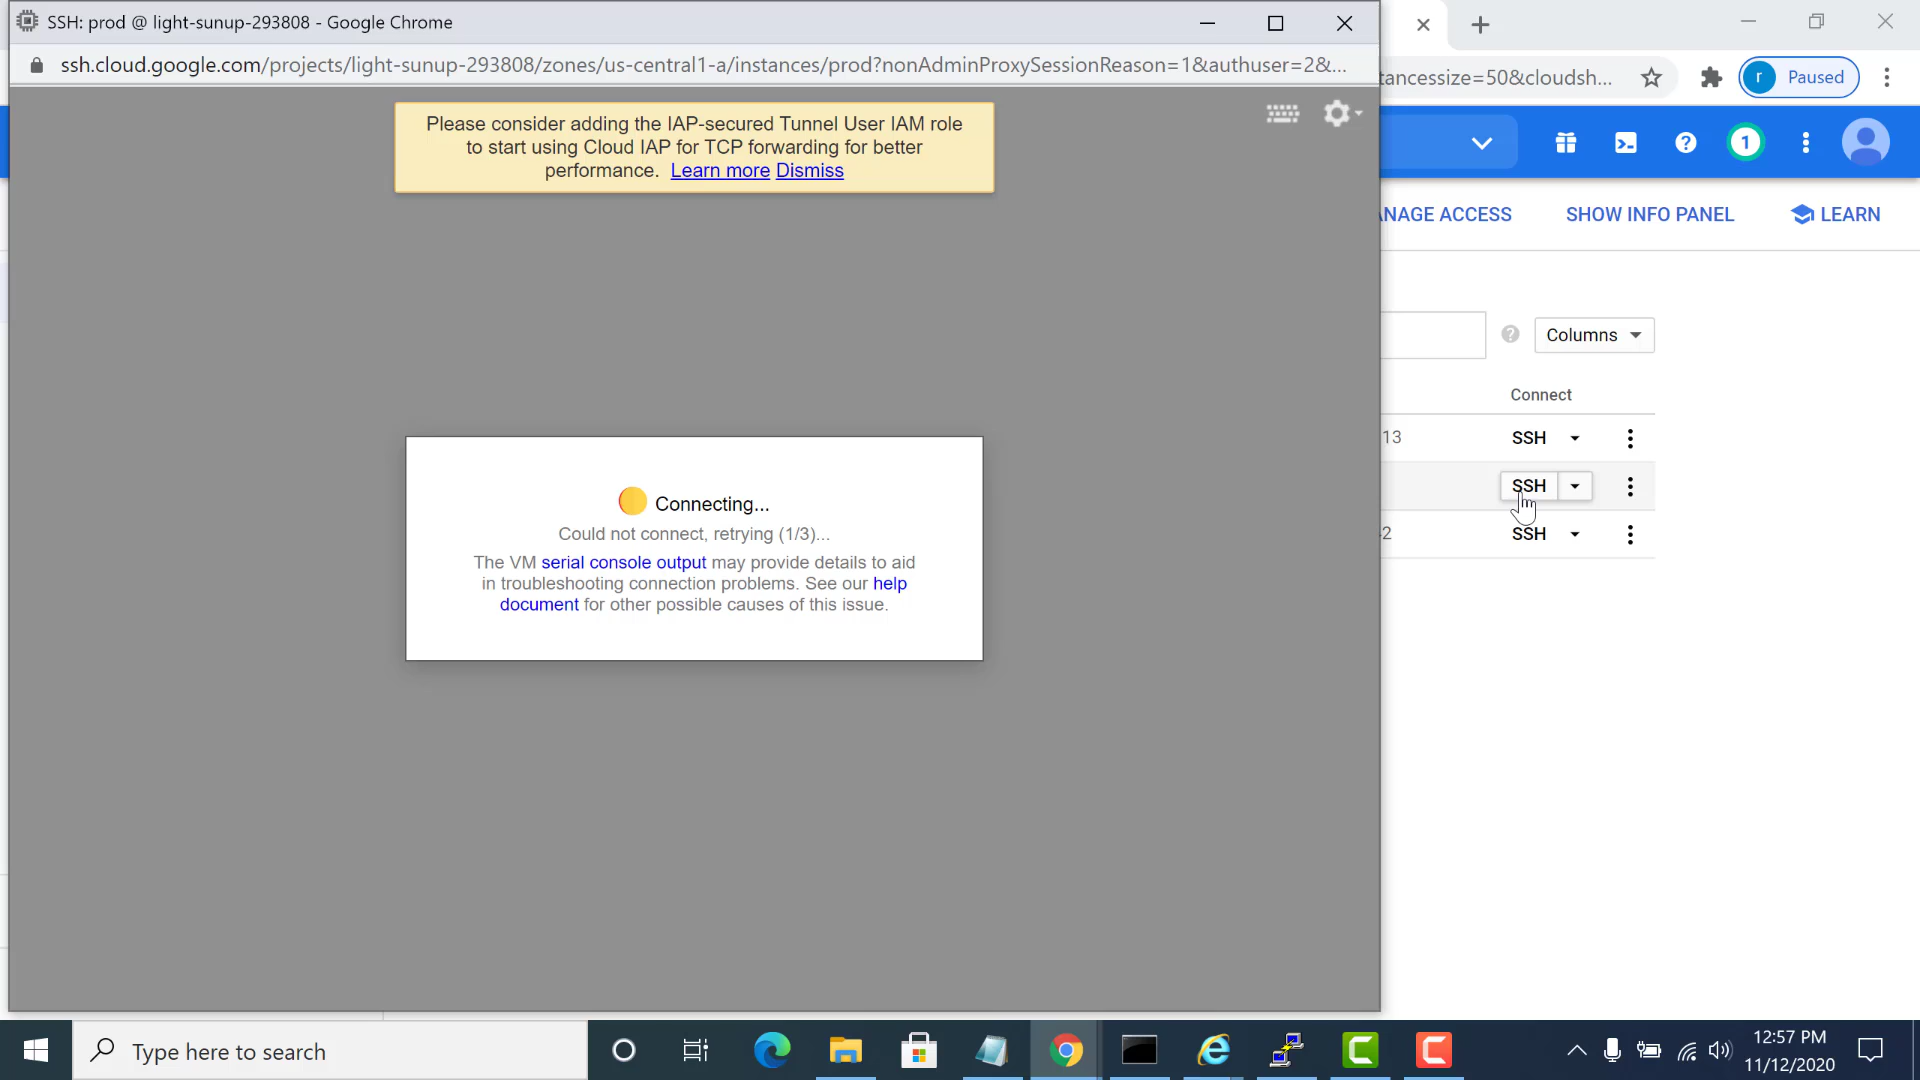 SSH: prod @ light-sunup-293808 - Google Chrome
ssh.cloud.google.com/projects/light-sunup-293808/zones/us-central1-a/instances/prod?nonAdminProxySessionReason=1&authuser=2&...
tancessize=50&cloudsh...
r
Paused
Please consider adding the IAP-secured Tunnel User IAM role
to start using Cloud IAP for TCP forwarding for better
performance. Learn more Dismiss
1
NAGE ACCESS
SHOW INFO PANEL
LEARN
Columns
Connect
13
SSH
SSH
2
SSH
Connecting...
Could not connect, retrying (1/3)...
The VM serial console output may provide details to aid
in troubleshooting connection problems. See our help
document for other possible causes of this issue.
Type here to search
12:57 PM
11/12/2020